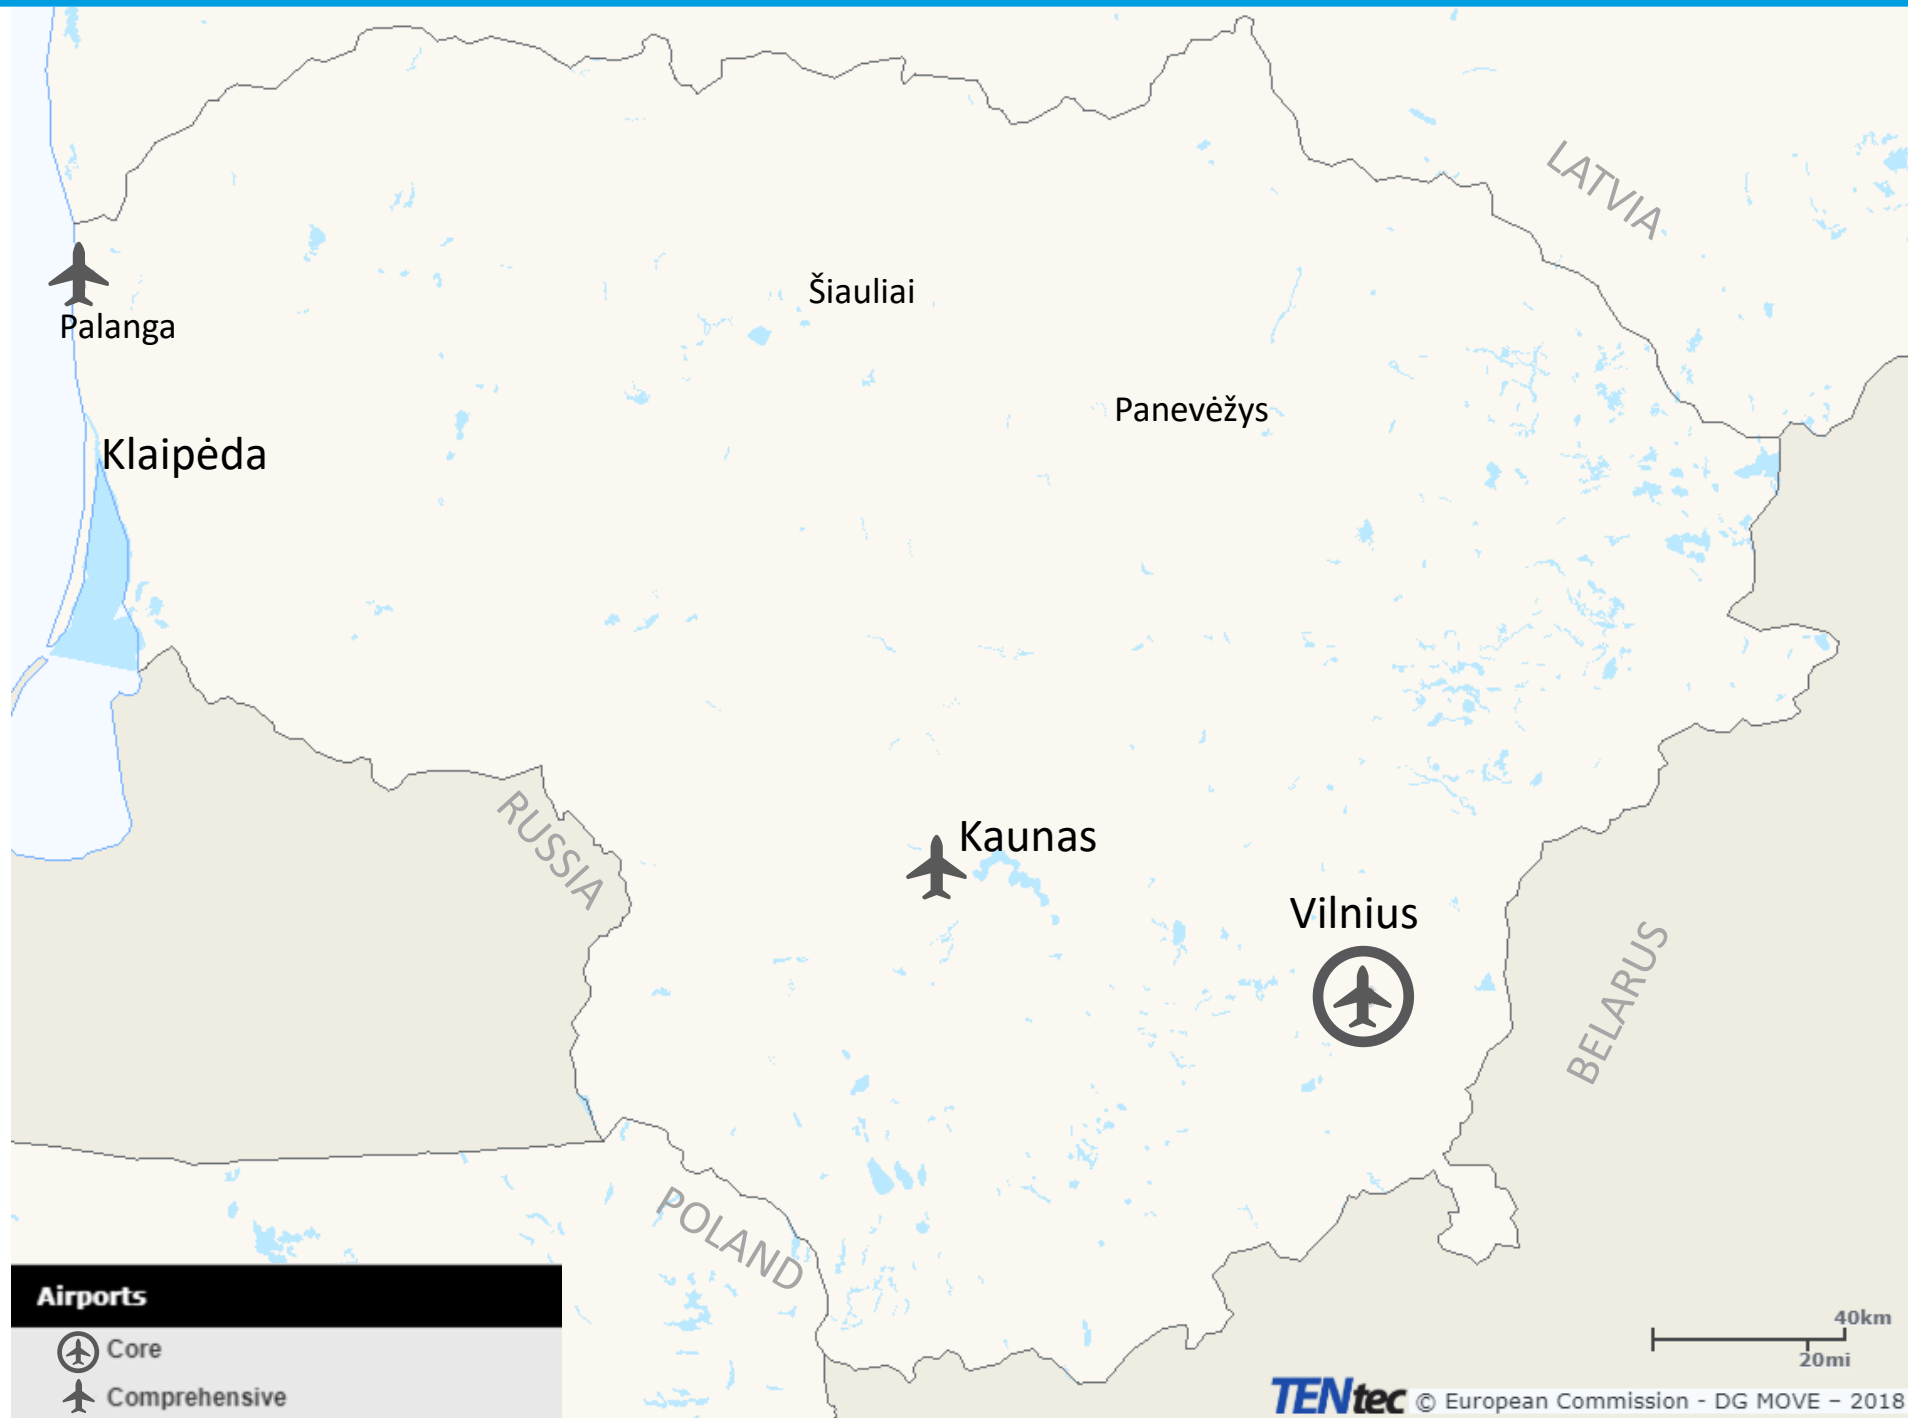 LATVIA
Šiauliai
Palanga
Panevėžys
Klaipėda
RUSSIA
Kaunas
Vilnius
BELARUS
POLAND
Airports
Core
Comprehensive
40km
20mi
TENtec © European Commission - DG MOVE – 2018